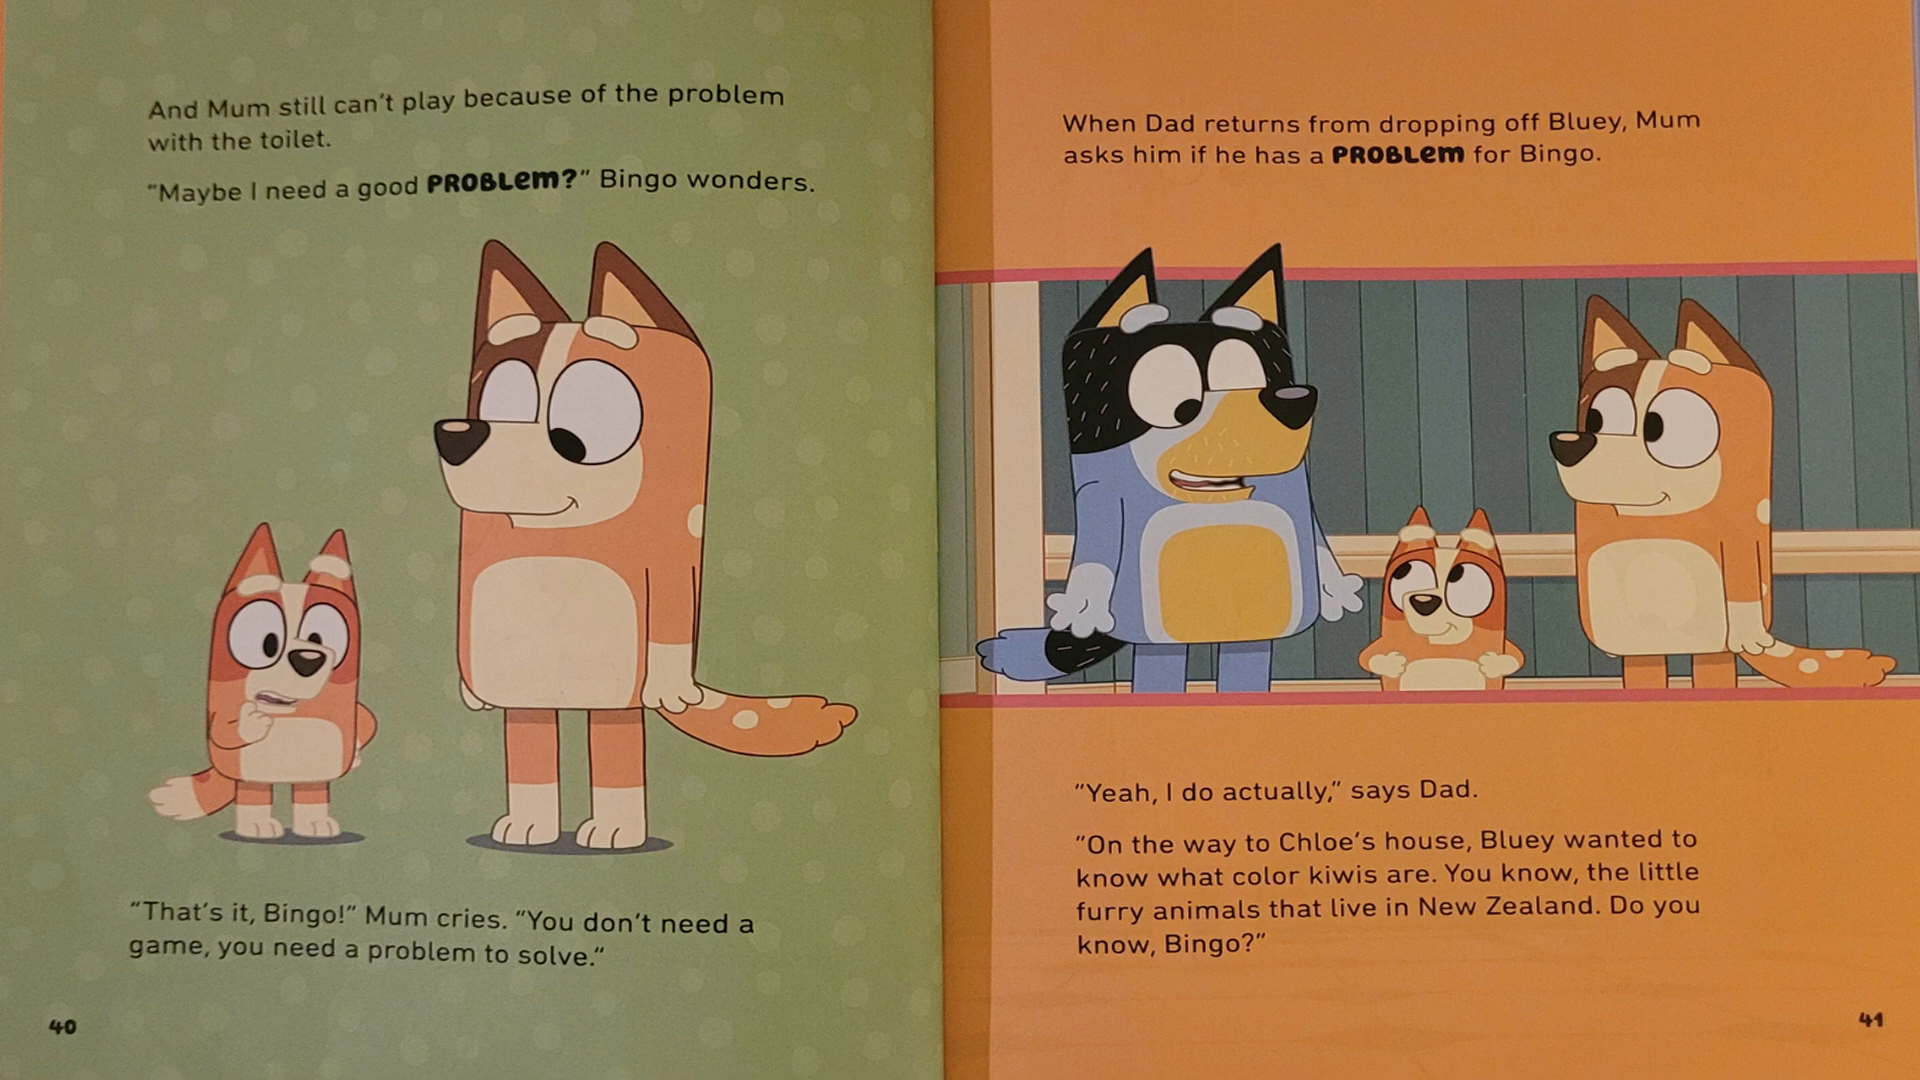 And Mum still can't play because of the problem
with the toilet.
"Maybe I need a good PROBLem?" Bingo wonders.
"That's it, Bingo!" Mum cries. "You don't need a
game, you need a problem to solve."
40
When Dad returns from dropping off Bluey, Mum
asks him if he has a PROBLem for Bingo.
"Yeah, I do actually," says Dad.
"On the way to Chloe's house, Bluey wanted to
know what color kiwis are. You know, the little
furry animals that live in New Zealand. Do you
know, Bingo?"
41